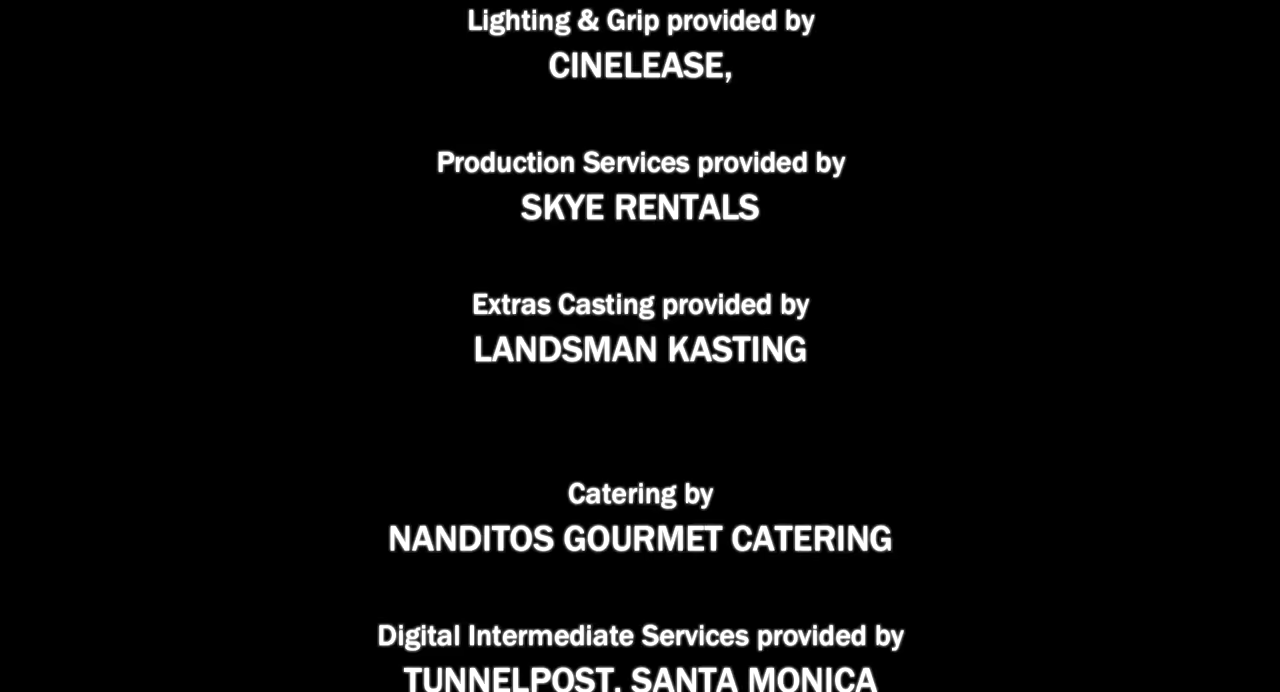 Lighting & Grip provided by
CINELEASE,
Production Services provided by
SKYE RENTALS
Extras Casting provided by
LANDSMAN KASTING
Catering by
NANDITOS GOURMET CATERING
Digital Intermediate Services provided by
TUNNELPOST, SANTA MONICA